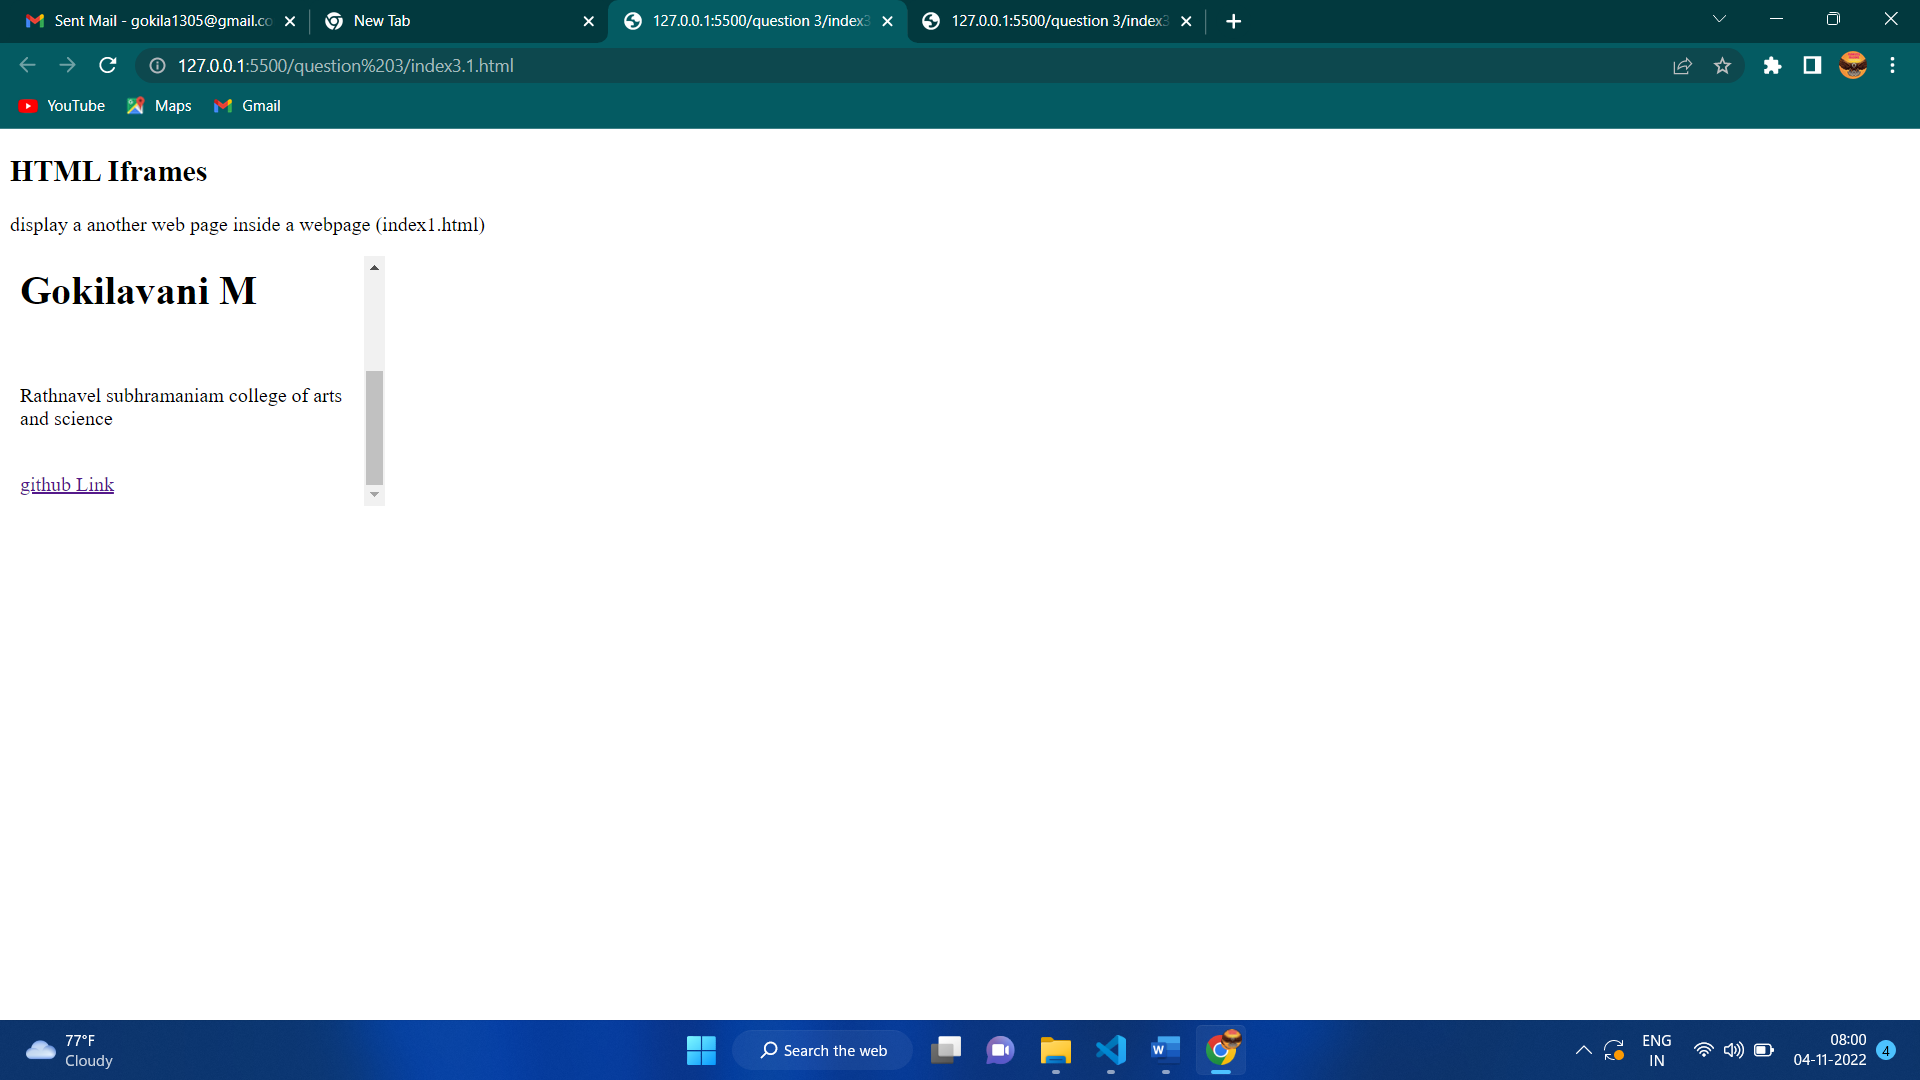 Sent Mail - gokila1305@gmail.co
New Tab
127.0.0.1:5500/question 3/index3
127.0.0.1:5500/question 3/index3
127.0.0.1:5500/question%203/index3.1.html
YouTube
Maps
Gmail
HTML Iframes
display a another web page inside a webpage (index1.html)
Gokilavani M
Rathnavel subhramaniam college of arts
and science
github Link
77°F
Cloudy
Search the web
ENG
IN
08:00
04-11-2022
4